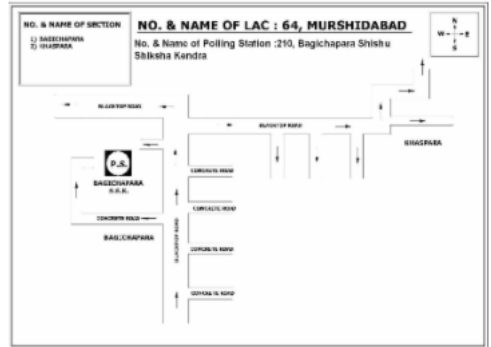 NO. & NAME OF SECTION
1) BAGICHAPARA
2) KHASPARA
NO. & NAME OF LAC : 64, MURSHIDABAD
No. & Name of Polling Station :210, Bagichapara Shishu
Shiksha Kendra
N
W E
S
BLACKTOP ROAD
BLACKTOP ROAD
KHASPARA
P.S.
BAGICHAPARA
S.S.K.
CONCRETE ROAD
BAGICHAPARA
BLACKTOP ROAD
CONCRETE ROAD
CONCRETE ROAD
CONCRETE ROAD
CONCRETE ROAD